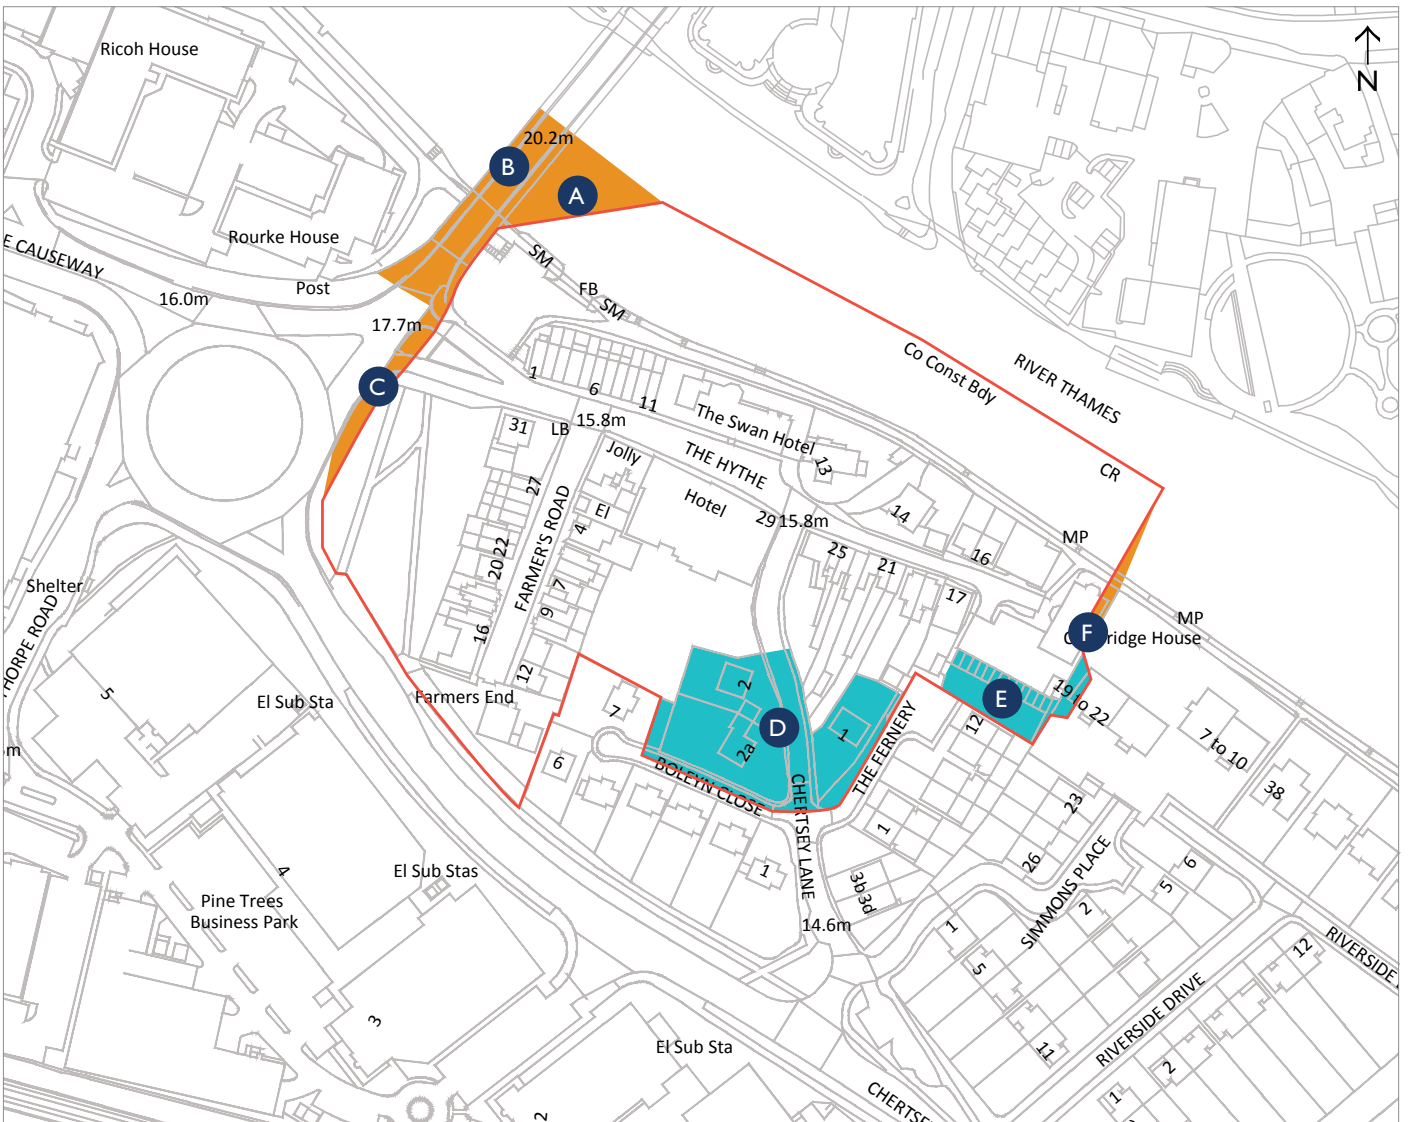 Ricoh House
N
20.2m
B
A
Rourke House
E CAUSEWAY
16.0m
Post
SM
FB
SM
17.7m
C
Co Const Bdy
RIVER THAMES
CR
1
6
11
The Swan Hotel
13
31
LB
15.8m
Jolly
THE HYTHE
Hotel
29
15.8m
14
16
MP
27
El
4
FARMER'S ROAD
20 22
7
9
16
12
25
21
17
MP
F
19 to 22
Shelter
THORPE ROAD
5
El Sub Sta
Farmers End
7
6
2
2a
D
1
E
12
THE FERNERY
BOLEYN CLOSE
CHERTSEY LANE
7 to 10
38
23
26
SIMMONS PLACE
1
3b
3d
1
14.6m
El Sub Stas
4
Pine Trees
Business Park
3
6
5
2
1
5
11
12
RIVERSIDE
RIVERSIDE DRIVE
2
1
El Sub Sta
2
CHERTSE